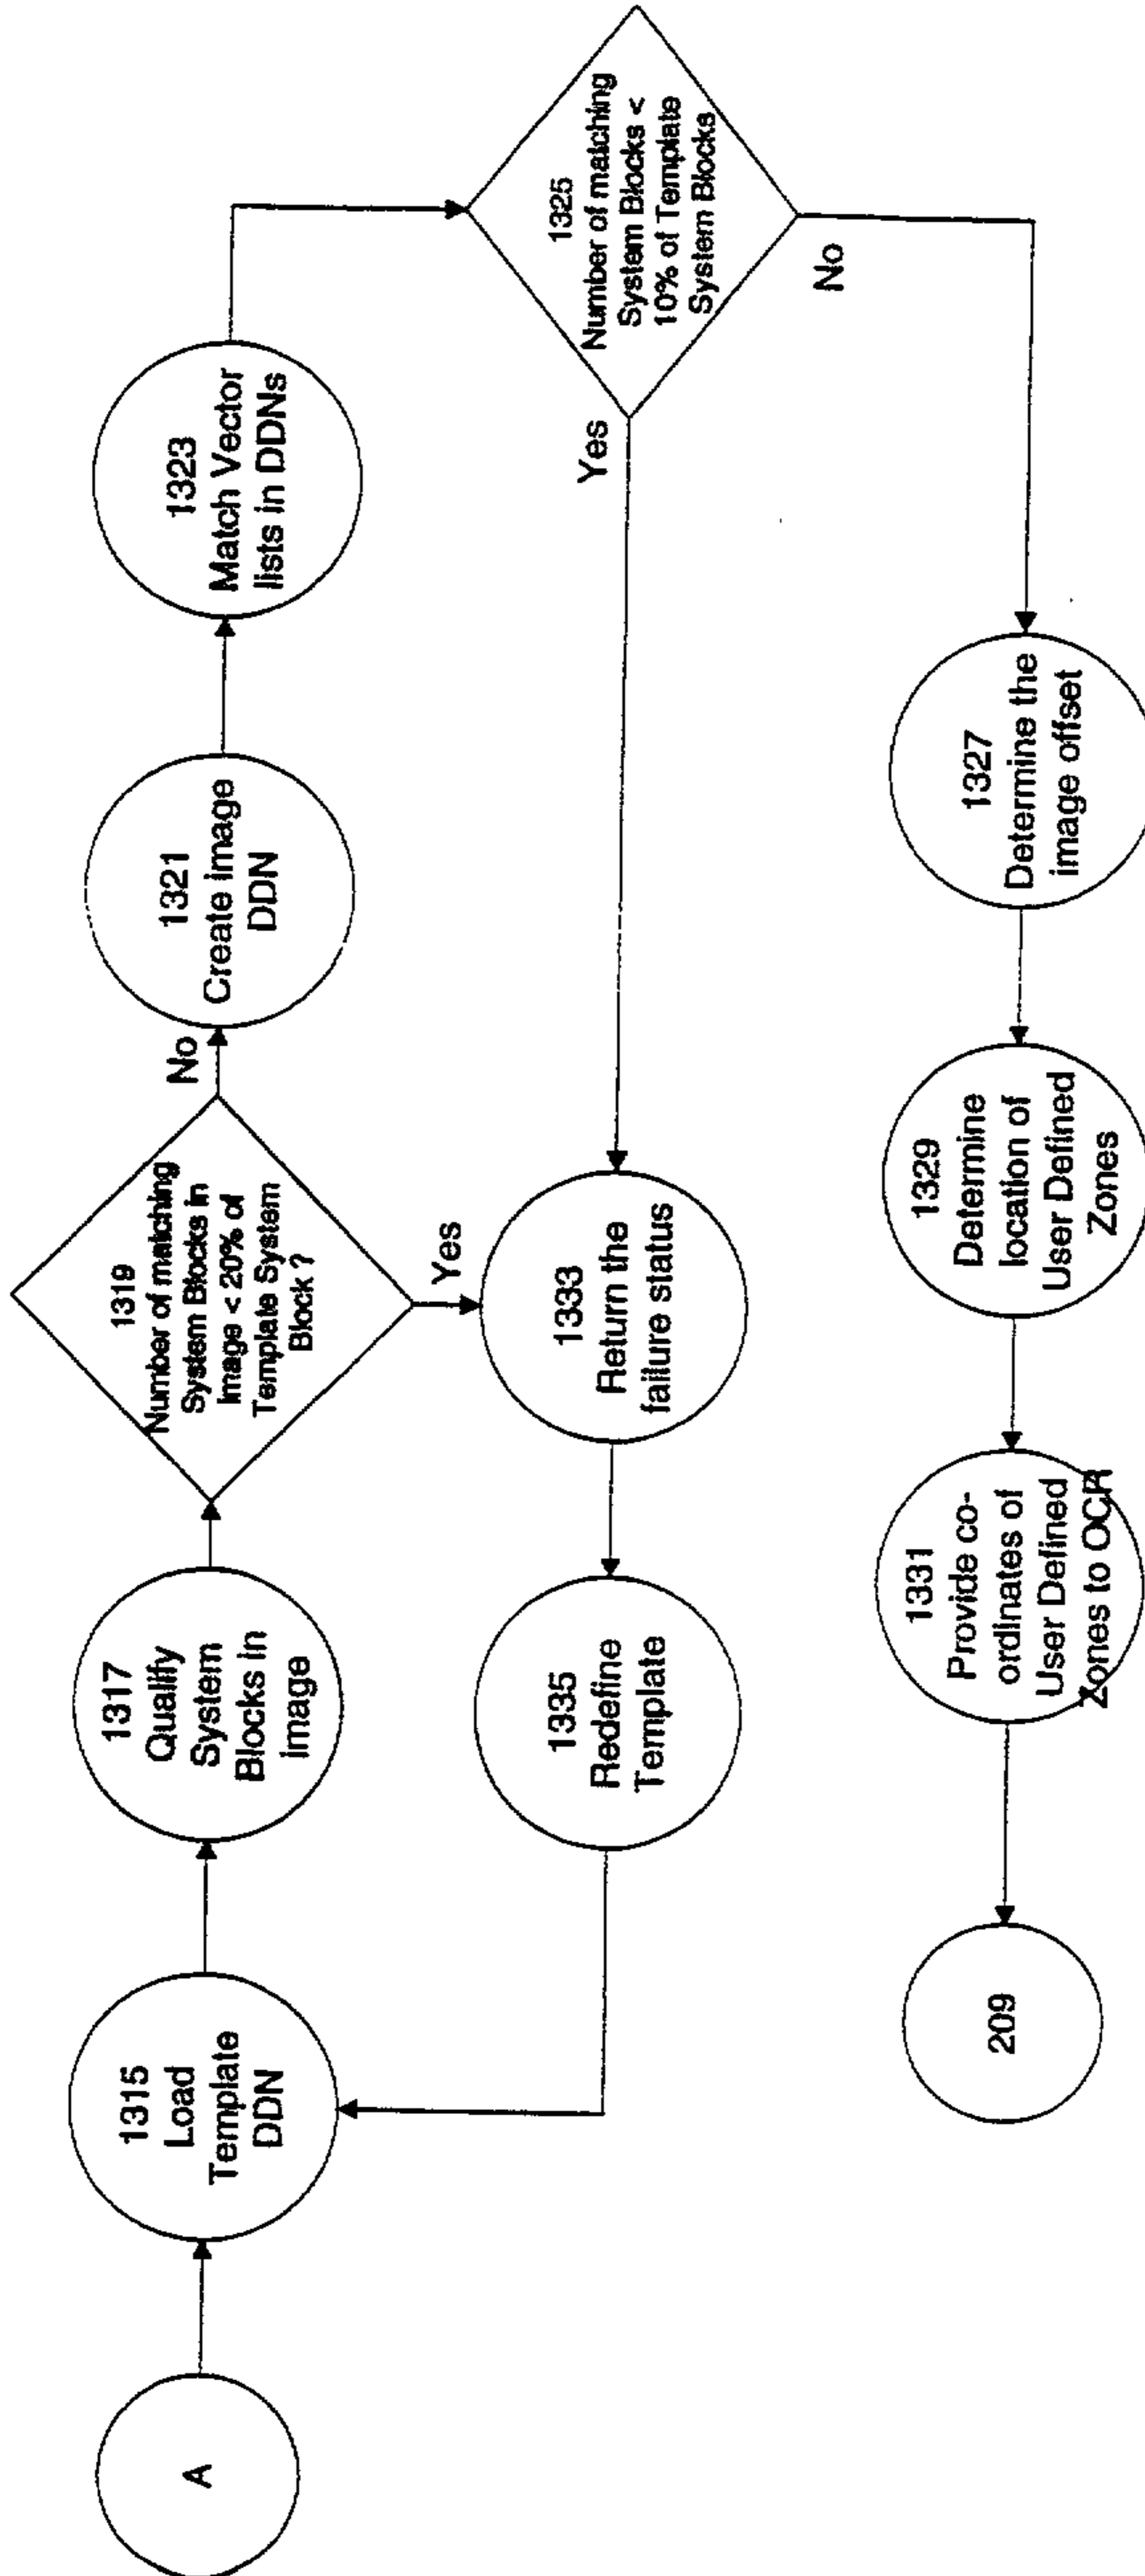 A
1315
Load
Template
DDN
1317
Qualify
System
Blocks in
image
1319
Number of matching
System Blocks in
Image < 20% of
Template System
Block ?
No
Yes
1321
Create image
DDN
1323
Match Vector
lists in DDNs
1325
Number of matching
System Blocks <
10% of Template
System Blocks
Yes
No
1333
Return the
failure status
1335
Redefine
Template
1327
Determine the
image offset
1329
Determine
location of
User Defined
Zones
1331
Provide co-
ordinates of
User Defined
Zones to OCR
209